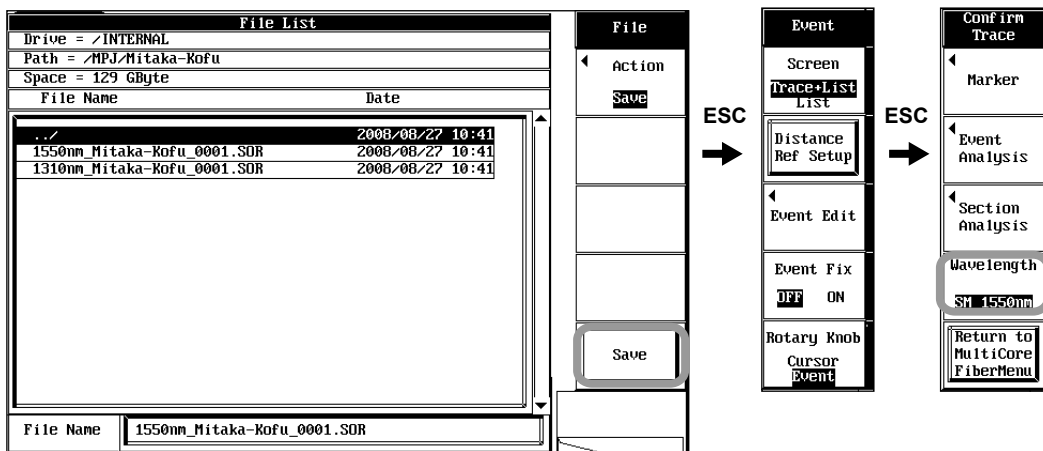 File List
Drive = /INTERNAL
Path = /MPJ/Mitaka-Kofu
Space = 129 GByte
File Name Date
../ 2008/08/27 10:41
1550nm_Mitaka-Kofu_0001.SOR 2008/08/27 10:41
1310nm_Mitaka-Kofu_0001.SOR 2008/08/27 10:41
File Name 1550nm_Mitaka-Kofu_0001.SOR
File
Action
Save
Save
ESC
Event
Screen
Trace+List
List
Distance
Ref Setup
Event Edit
Event Fix
OFF ON
Rotary Knob
Cursor
Event
ESC
Confirm
Trace
Marker
Event
Analysis
Section
Analysis
Wavelength
SM 1550nm
Return to
MultiCore
FiberMenu